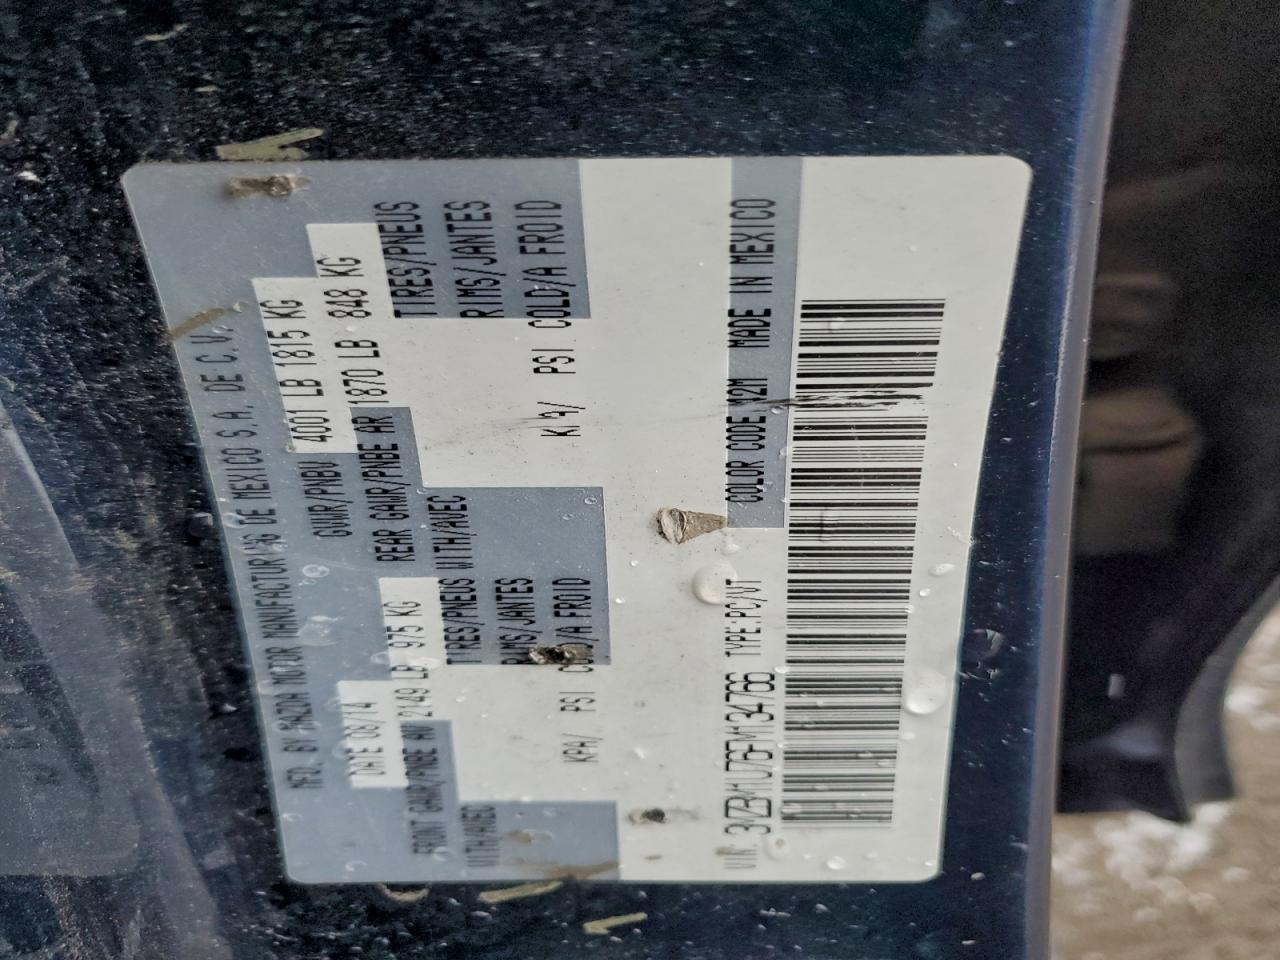 MFD. BY MAZDA MOTOR MANUFACTURING DE MEXICO S.A. DE C.V.
DATE 08/14 GVWR/PNBV 4001 LB 1815 KG
FRONT GAWR/PNBE AV 2149 LB 975 KG REAR GAWR/PNBE AR 1870 LB 848 KG
WITH/AVEC TIRES/PNEUS WITH/AVEC TIRES/PNEUS
RIMS/JANTES RIMS/JANTES
KPA/ PSI COLD/A FROID KPA/ PSI COLD/A FROID
VIN: 3MZBM1U76FM134766 TYPE:PC/VT COLOR CODE 42M MADE IN MEXICO